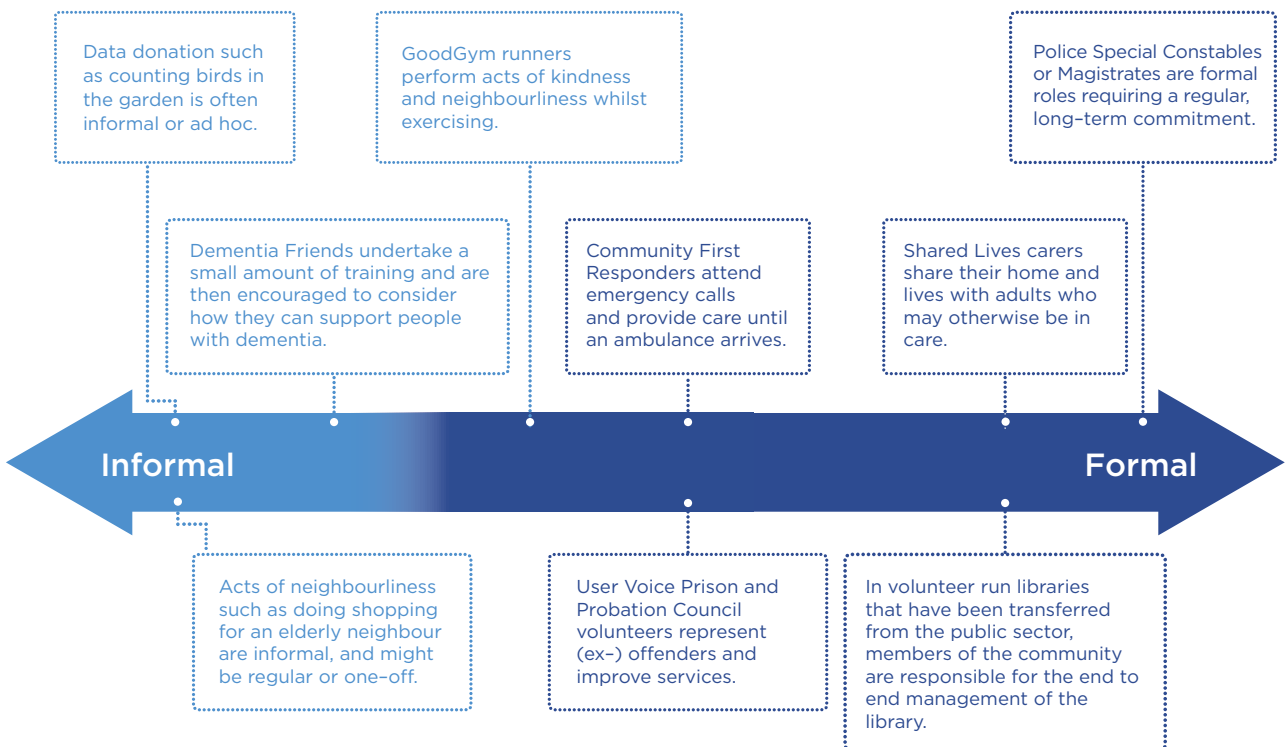 Data donation such
as counting birds in
the garden is often
informal or ad hoc.
GoodGym runners
perform acts of kindness
and neighbourliness whilst
exercising.
Police Special Constables
or Magistrates are formal
roles requiring a regular,
long–term commitment.
Dementia Friends undertake a
small amount of training and are
then encouraged to consider
how they can support people
with dementia.
Community First
Responders attend
emergency calls
and provide care until
an ambulance arrives.
Shared Lives carers
share their home and
lives with adults who
may otherwise be in
care.
Informal
Formal
Acts of neighbourliness
such as doing shopping
for an elderly neighbour
are informal, and might
be regular or one–off.
User Voice Prison and
Probation Council
volunteers represent
(ex–) offenders and
improve services.
In volunteer run libraries
that have been transferred
from the public sector,
members of the community
are responsible for the end to
end management of the
library.